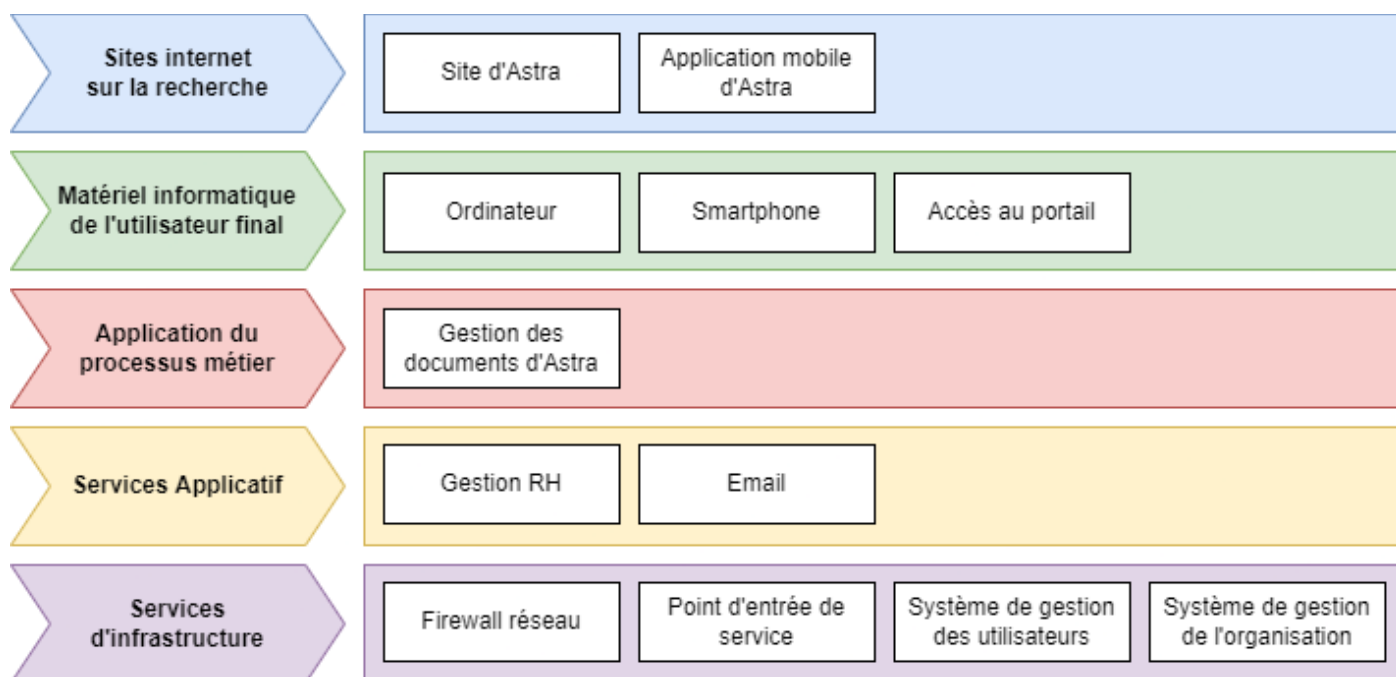 Sites internet
sur la recherche
Site d'Astra
Application mobile
d'Astra
Matériel informatique
de l'utilisateur final
Ordinateur
Smartphone
Accès au portail
Application du
processus métier
Gestion des
documents d'Astra
Services Applicatif
Gestion RH
Email
Services
d'infrastructure
Firewall réseau
Point d'entrée de
service
Système de gestion
des utilisateurs
Système de gestion
de l'organisation